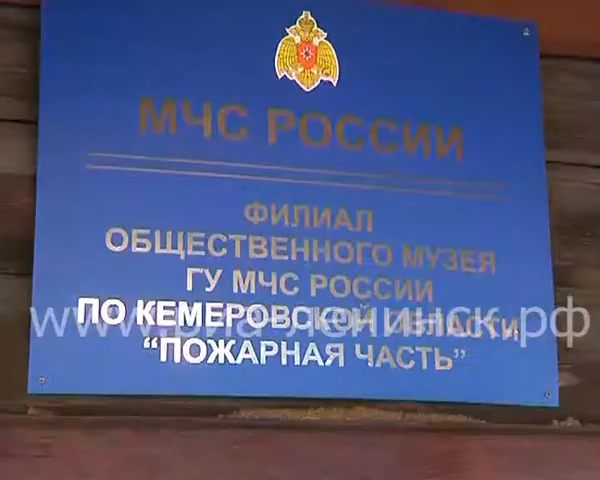 МЧС РОССИИ
ФИЛИАЛ
ОБЩЕСТВЕННОГО МУЗЕЯ
ГУ МЧС РОССИИ
ПО КЕМЕРОВСКОЙ ОБЛАСТИ
“ПОЖАРНАЯ ЧАСТЬ”